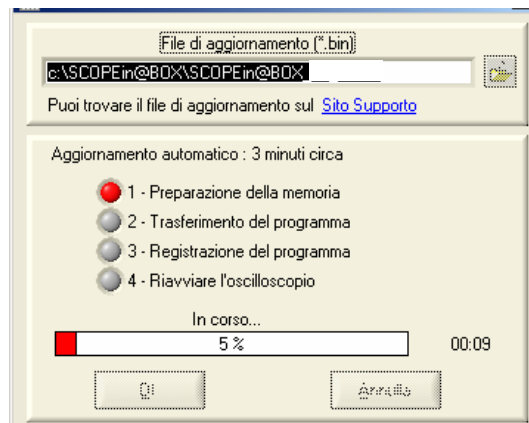 File di aggiornamento (*.bin)
c:\SCOPEin@BOX\SCOPEin@BOX
Puoi trovare il file di aggiornamento sul Sito Supporto
Aggiornamento automatico : 3 minuti circa
1 - Preparazione della memoria
2 - Trasferimento del programma
3 - Registrazione del programma
4 - Riavviare l'oscilloscopio
In corso...
5 % 00:09
Annulla